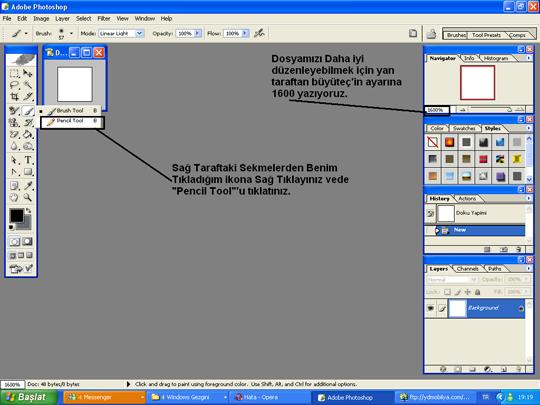 Adobe Photoshop
File Edit Image Layer Select Filter View Window Help
Brush: 57 Mode: Linear Light Opacity: 100% Flow: 100%
Brushes Tool Presets Comps
D...
Dosyamızı Daha iyi
düzenleyebilmek için yan
taraftan büyüteç'in ayarına
1600 yazıyoruz.
Navigator Info Histogram
1600%
Brush Tool B
Pencil Tool B
Color Swatches Styles
Sağ Taraftaki Sekmelerden Benim
Tıkladığım ikona Sağ Tıklayınız vede
"Pencil Tool"'u tıklatınız.
History Actions
Doku Yapimi
New
Layers Channels Paths
Normal Opacity: 100%
Lock: Fill: 100%
Background
1600% Doc: 48 bytes/0 bytes Click and drag to paint using foreground color. Use Shift, Alt, and Ctrl for additional options.
Başlat 4 Messenger 4 Windows Gezgini Hata - Opera Adobe Photoshop ftp://ydmobilya.com/... TR 19:19